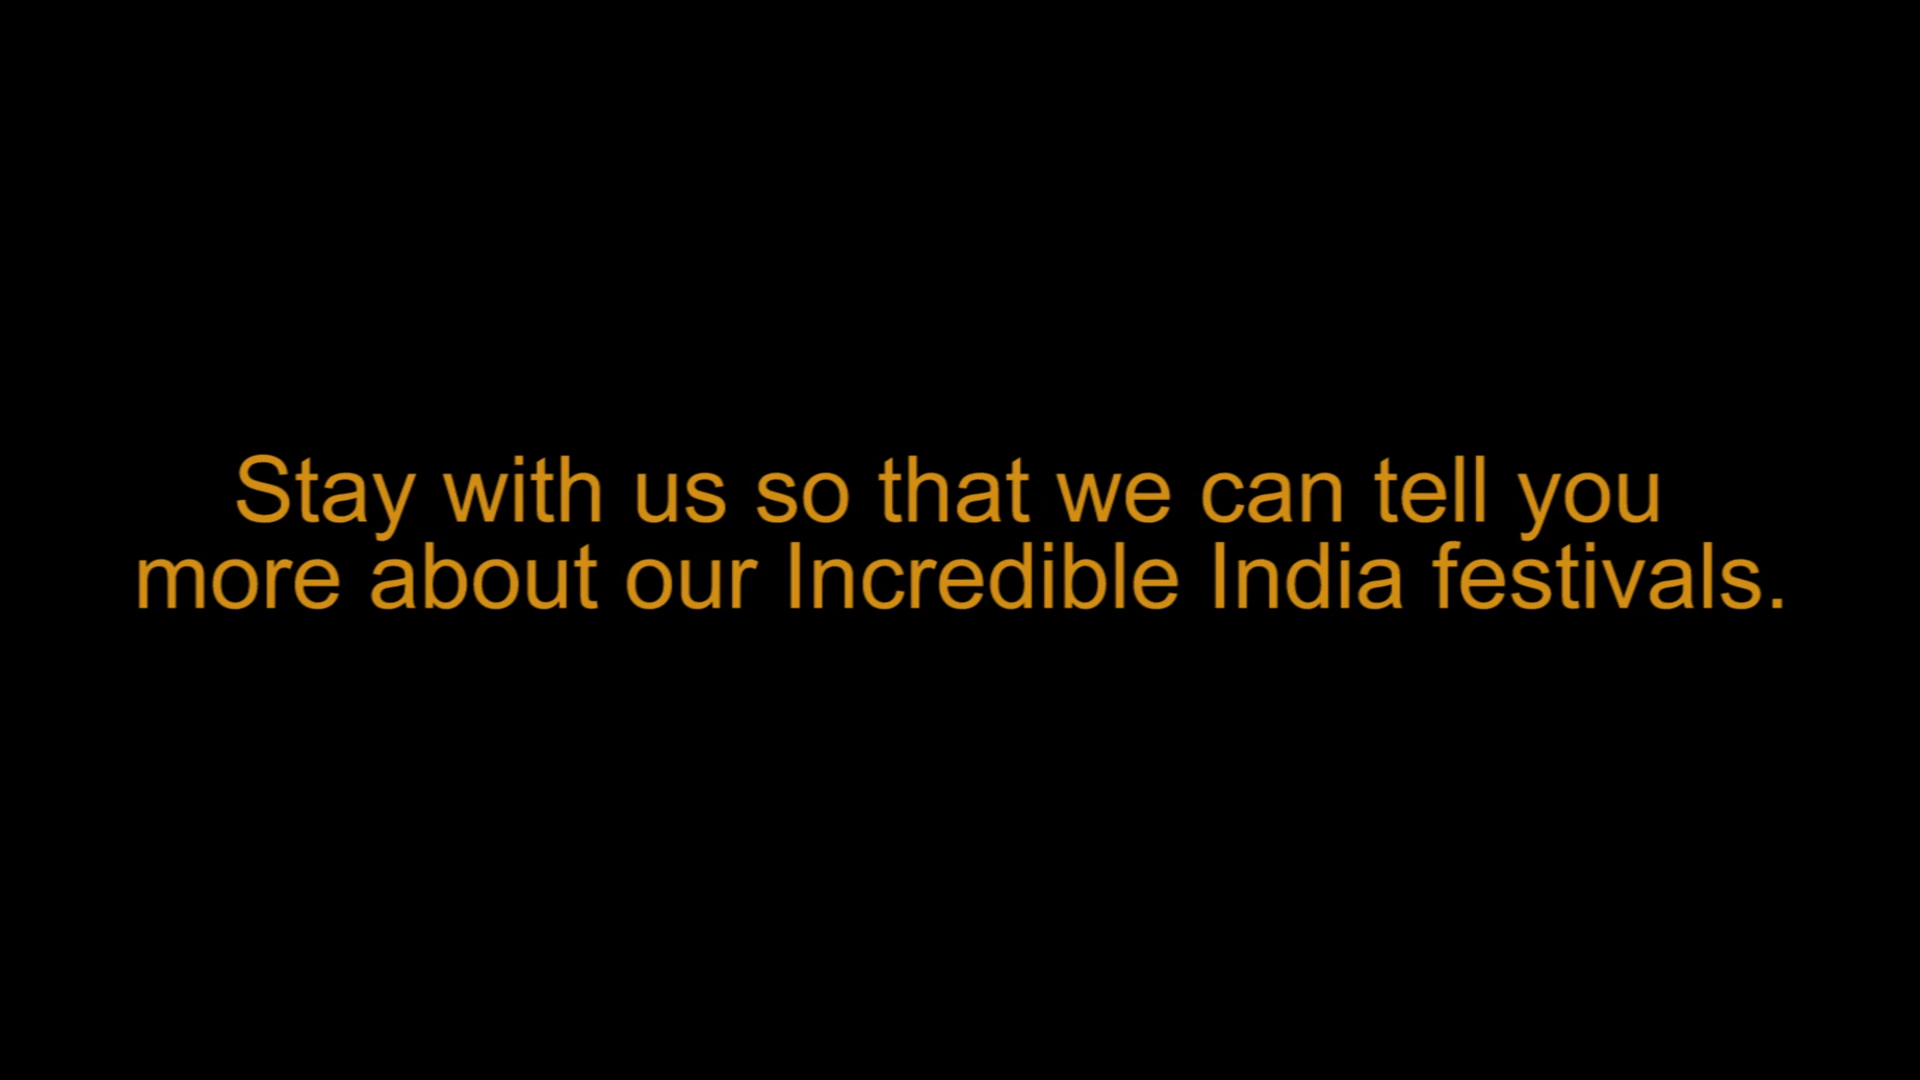 Stay with us so that we can tell you
more about our Incredible India festivals.